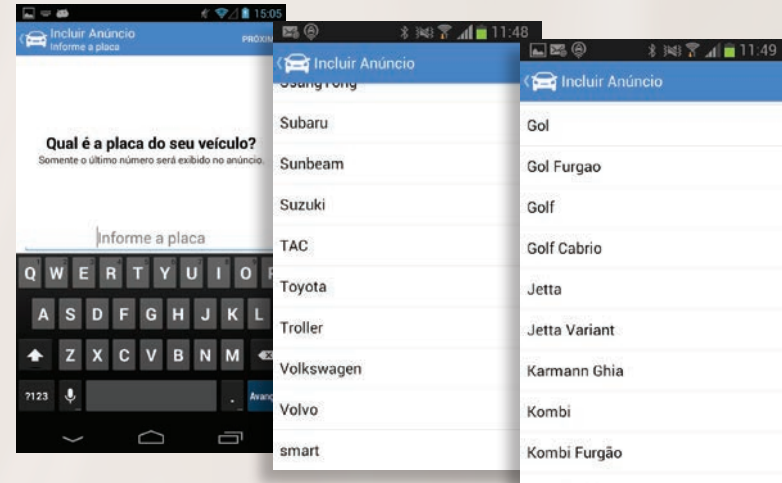 15:05
Incluir Anúncio
Informe a placa
Qual é a placa do seu veículo?
Somente o último número será exibido no anúncio.
Informe a placa
Q W E R T Y U I O
A S D F G H J K L
Z X C V B N M
?123 .
11:48
Incluir Anúncio
SsangYong
Subaru
Sunbeam
Suzuki
TAC
Toyota
Troller
Volkswagen
Volvo
smart
11:49
Incluir Anúncio
Gol
Gol Furgao
Golf
Golf Cabrio
Jetta
Jetta Variant
Karmann Ghia
Kombi
Kombi Furgão